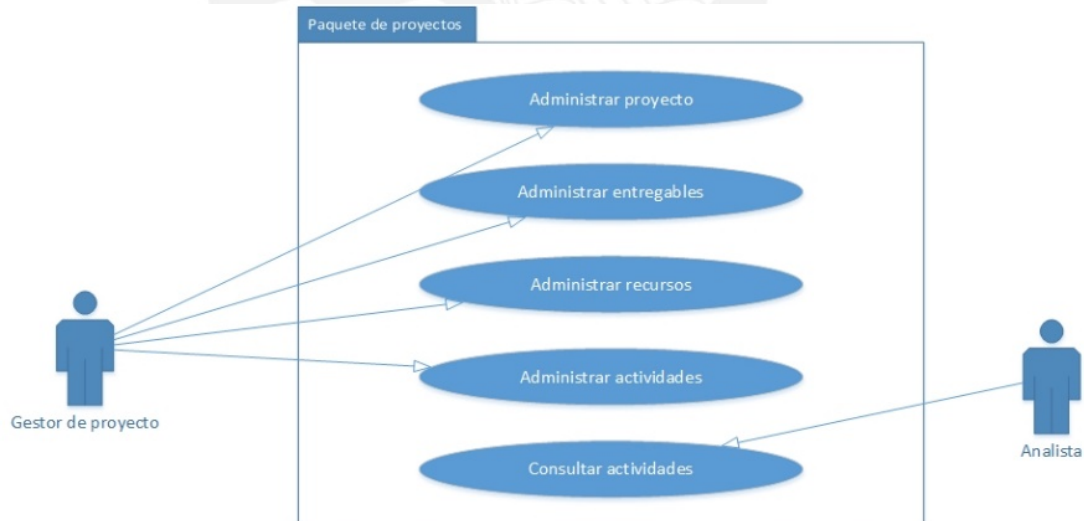 Paquete de proyectos
Administrar proyecto
Administrar entregables
Administrar recursos
Administrar actividades
Consultar actividades
Gestor de proyecto
Analista